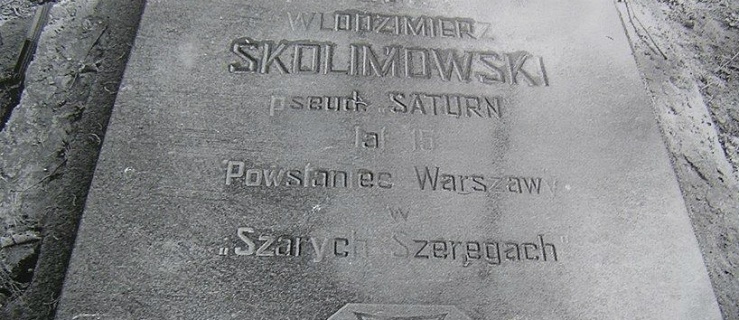 WŁODZIMIERZ
SKOLIMOWSKI
pseud. „SATURN
lat 16
Powstaniec Warszawy
w
„Szarych Szeregach"